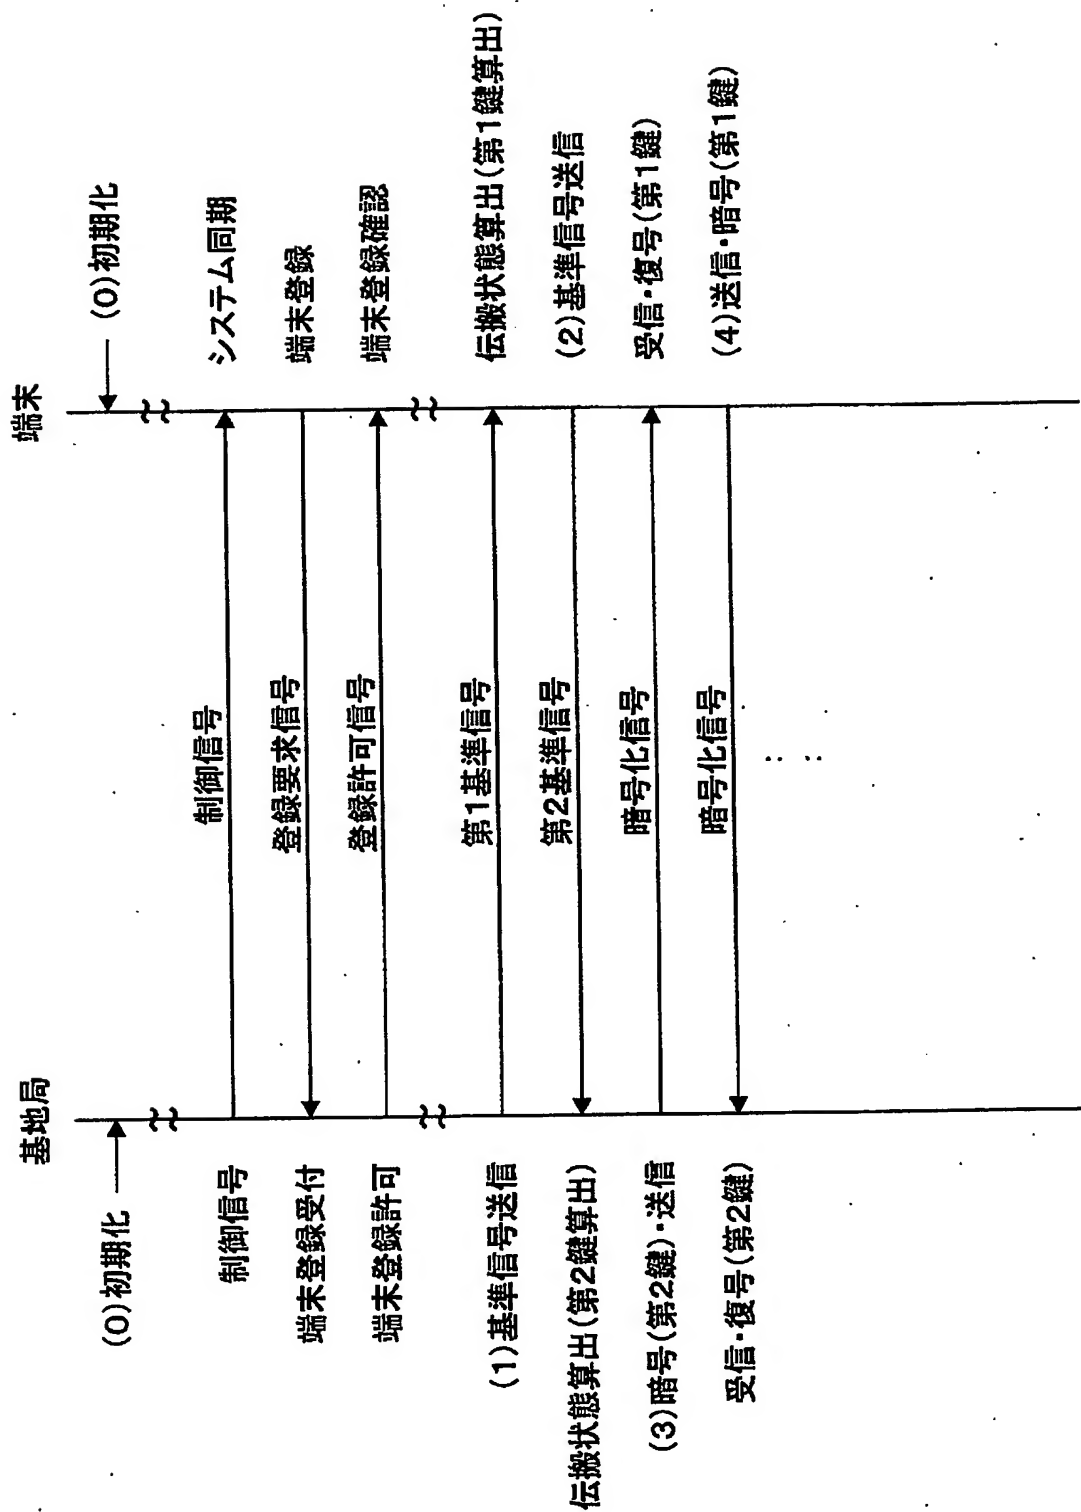 基地局
端末
(0)初期化
(0)初期化
制御信号
制御信号
システム同期
端末登録受付
登録要求信号
端末登録
端末登録許可
登録許可信号
端末登録確認
(1)基準信号送信
第1基準信号
伝搬状態算出(第1鍵算出)
伝搬状態算出(第2鍵算出)
第2基準信号
(2)基準信号送信
(3)暗号(第2鍵)・送信
暗号化信号
受信・復号(第1鍵)
受信・復号(第2鍵)
暗号化信号
(4)送信・暗号(第1鍵)